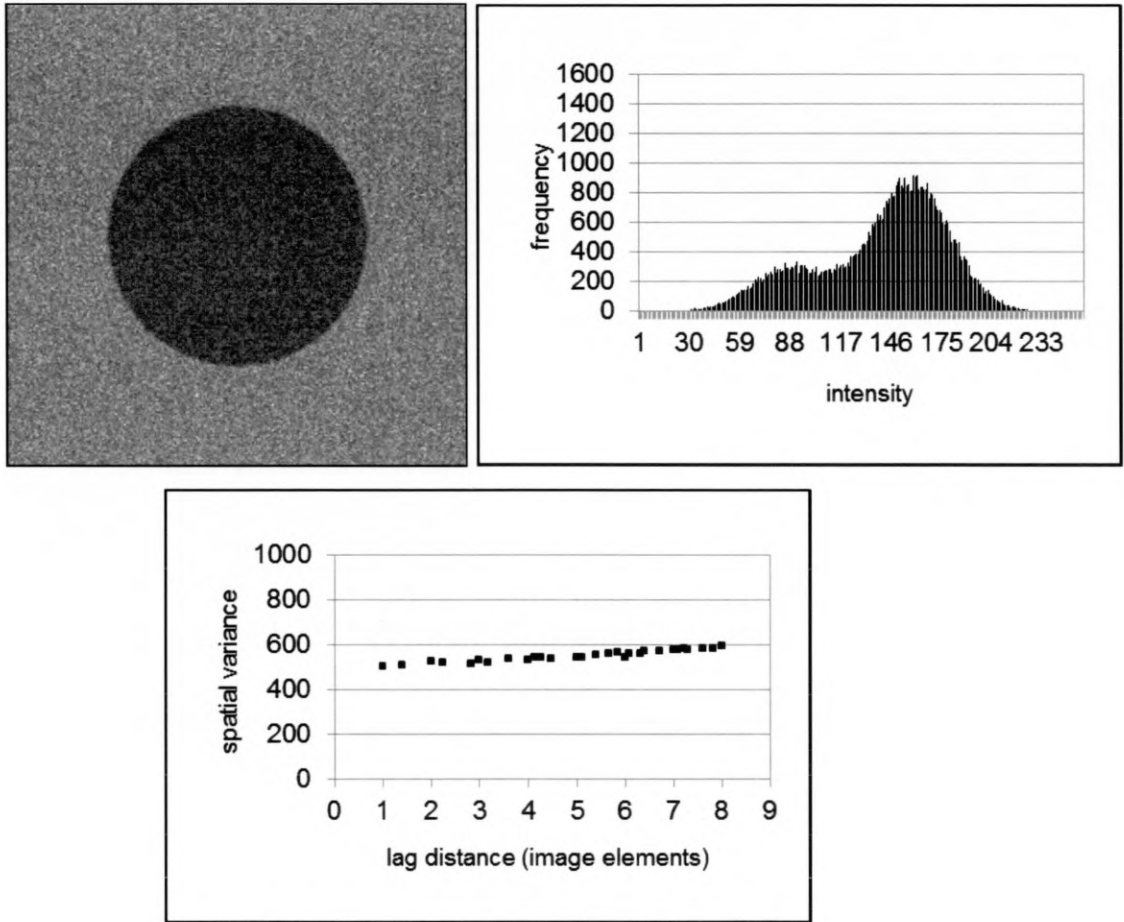 1600
1400
1200
1000
800
600
400
200
0
frequency
1 30 59 88 117 146 175 204 233
intensity
1000
800
600
400
200
0
spatial variance
0 1 2 3 4 5 6 7 8 9
lag distance (image elements)